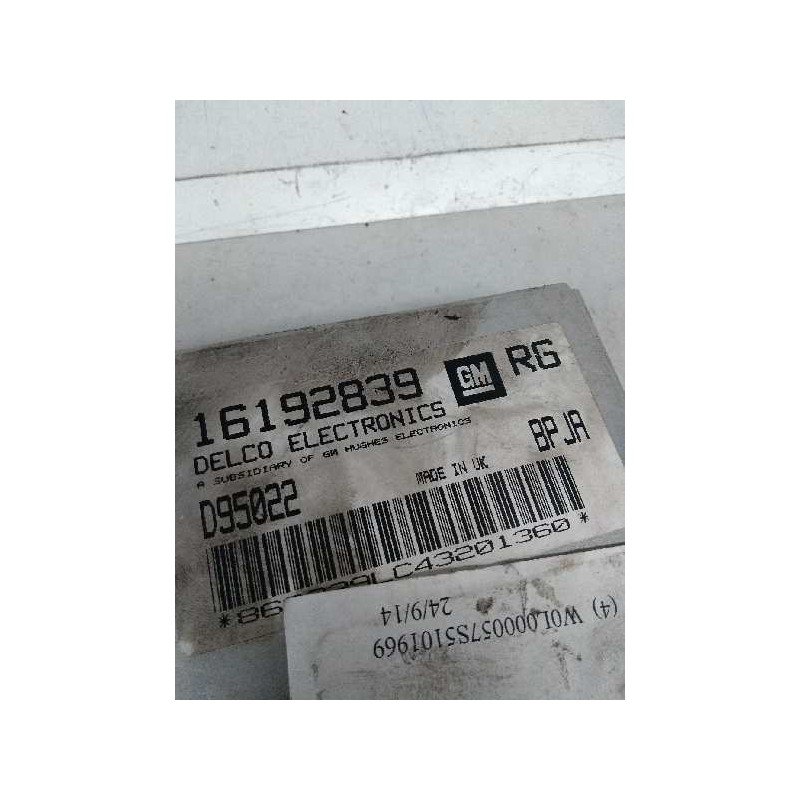 16192839 GM RG
DELCO ELECTRONICS
A SUBSIDIARY OF GM HUGHES ELECTRONICS
BPJA
MADE IN UK
D95022
LC43201360*
(4) W0L000057S5101969
24/9/14